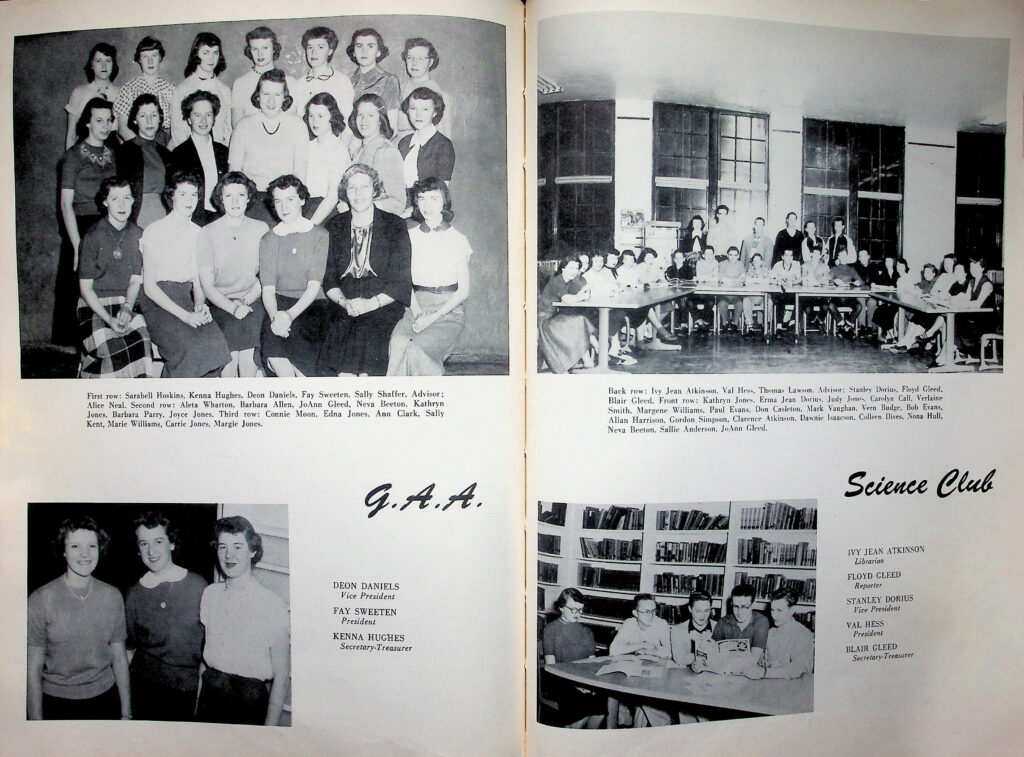 First row: Sarabell Hoskins, Kenna Hughes, Deon Daniels, Fay Sweeten, Sally Shaffer, Advisor;
Alice Neal. Second row: Aleta Wharton, Barbara Allen, JoAnn Gleed, Neva Beeton, Kathryn
Jones, Barbara Parry, Joyce Jones. Third row: Connie Moon, Edna Jones, Ann Clark, Sally
Kent, Marie Williams, Carrie Jones, Margie Jones.
G.A.A.
DEON DANIELS
Vice President
FAY SWEETEN
President
KENNA HUGHES
Secretary-Treasurer
Back row: Ivy Jean Atkinson, Val Hess, Thomas Lawson, Advisor; Stanley Dorius, Floyd Gleed,
Blair Gleed. Front row: Kathryn Jones, Erma Jean Dorius, Judy Jones, Carolyn Call, Verlaine
Smith, Margene Williams, Paul Evans, Don Casleton, Mark Vaughan, Vern Budge, Bob Evans,
Allan Harrison, Gordon Simpson, Clarence Atkinson, Dawnie Isaacson, Colleen Dives, Nona Hull,
Neva Beeton, Sallie Anderson, JoAnn Gleed.
Science Club
IVY JEAN ATKINSON
Librarian
FLOYD GLEED
Reporter
STANLEY DORIUS
Vice President
VAL HESS
President
BLAIR GLEED
Secretary-Treasurer